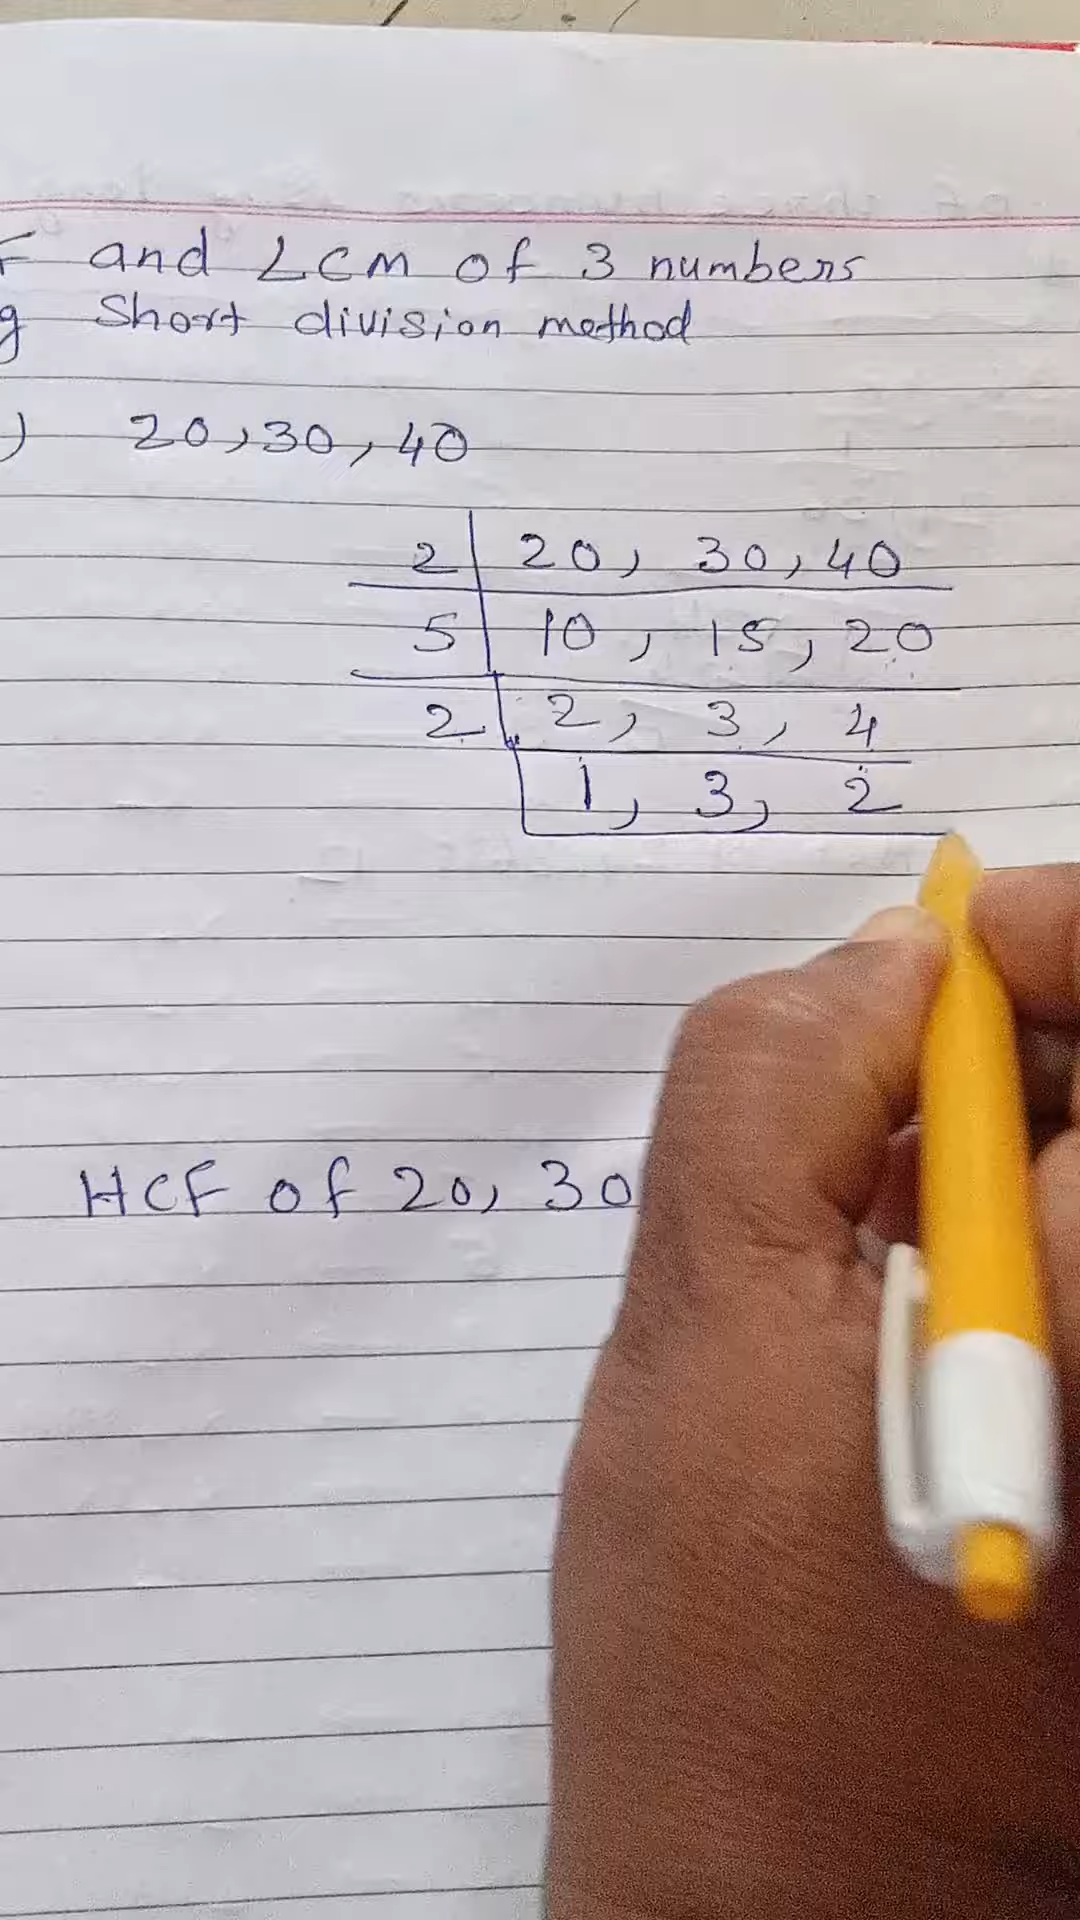 F and LCM of 3 numbers
g Short division method
) 20, 30, 40
2 20, 30, 40
5 10, 15, 20
2 2, 3, 4
1, 3, 2
HCF of 20, 30